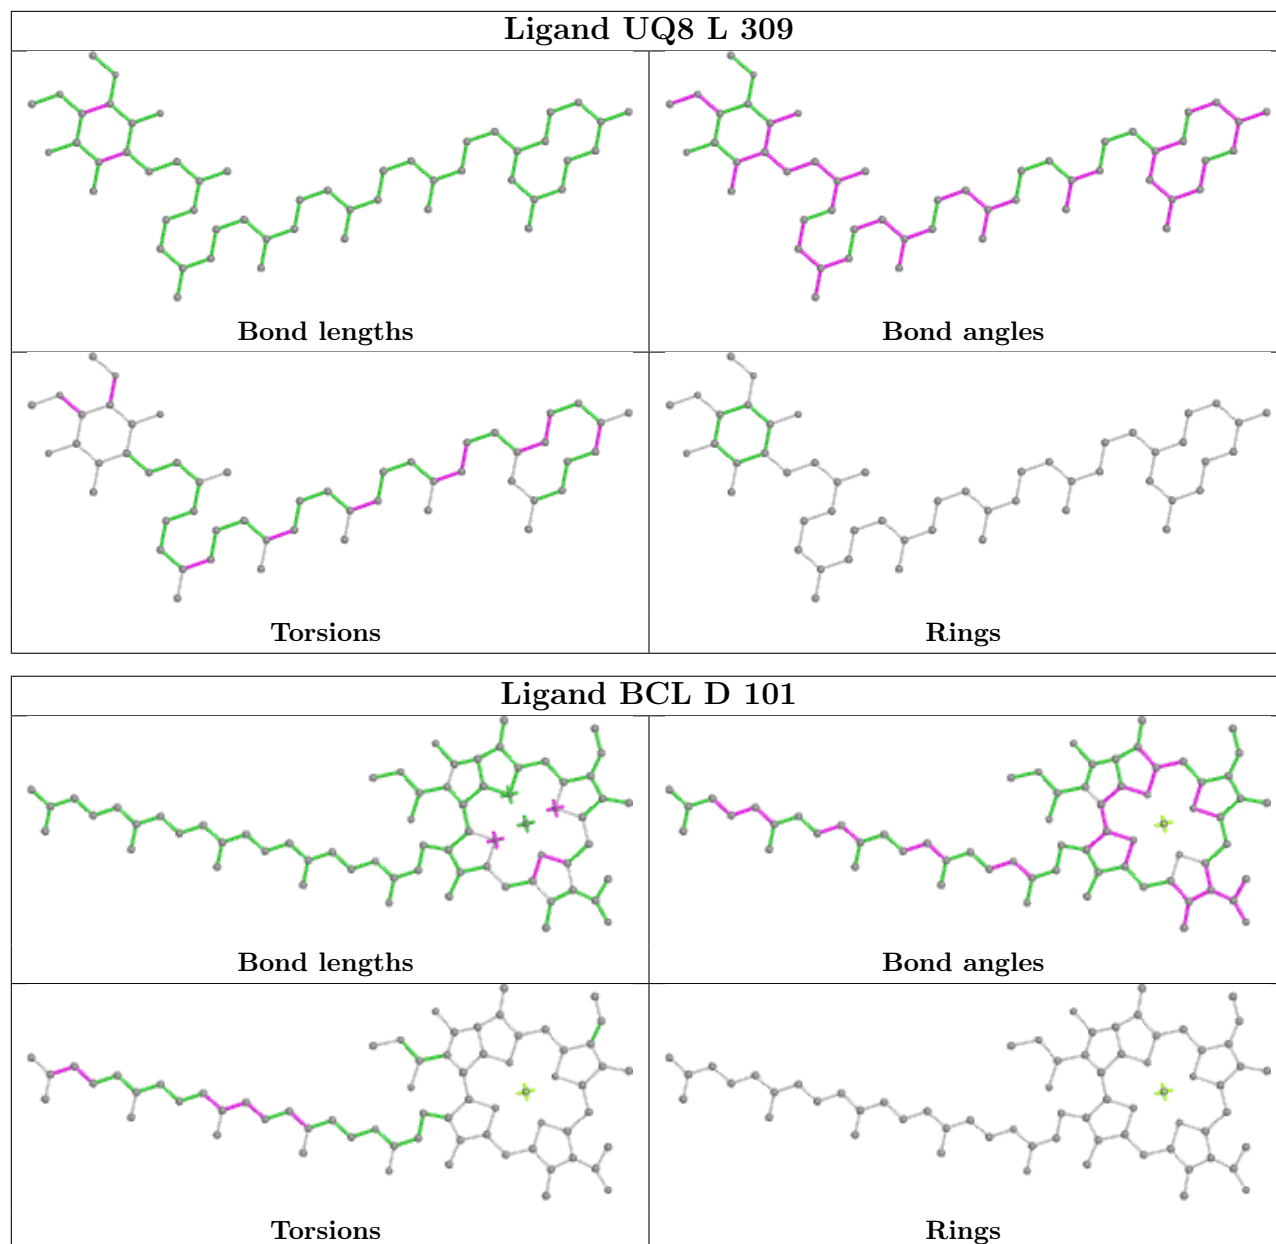 Ligand UQ8 L 309
Bond lengths
Bond angles
Torsions
Rings
Ligand BCL D 101
Bond lengths
Bond angles
Torsions
Rings